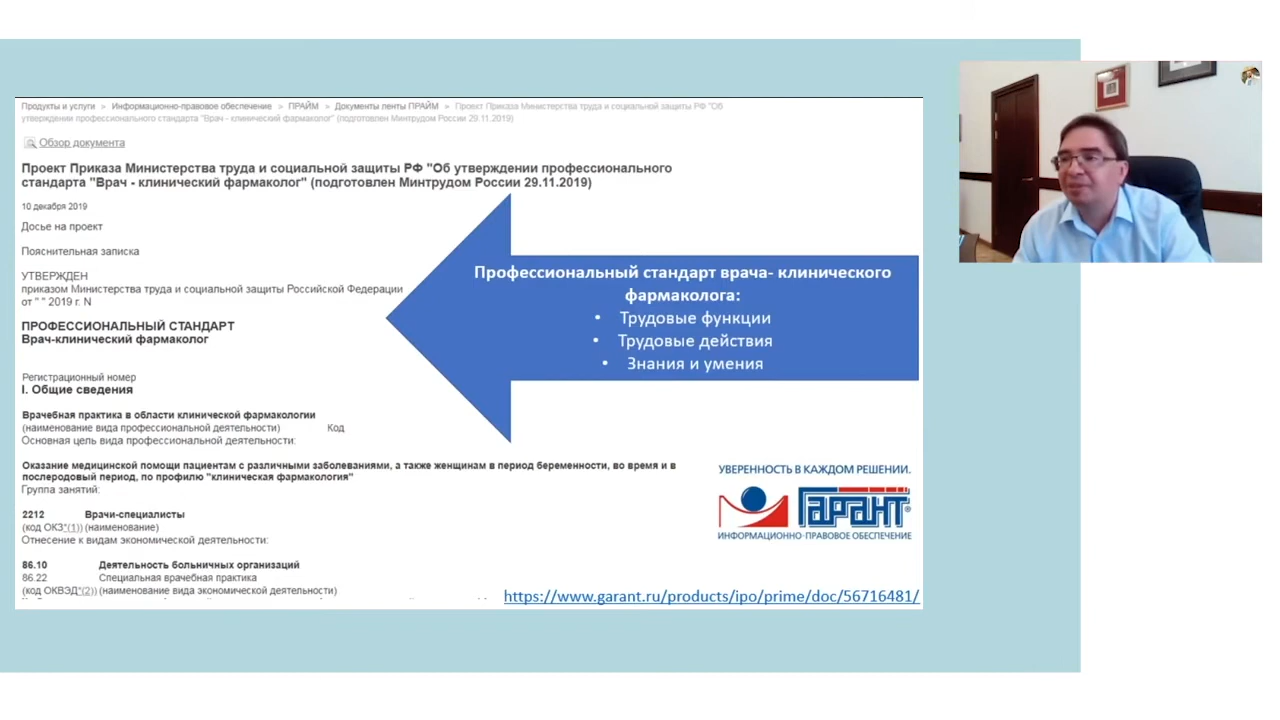 Продукты и услуги > Информационно-правовое обеспечение > ПРАЙМ > Документы ленты ПРАЙМ > Проект Приказа Министерства труда и социальной защиты РФ "Об
утверждении профессионального стандарта "Врач - клинический фармаколог" (подготовлен Минтрудом России 29.11.2019)
Обзор документа
Проект Приказа Министерства труда и социальной защиты РФ "Об утверждении профессионального
стандарта "Врач - клинический фармаколог" (подготовлен Минтрудом России 29.11.2019)
10 декабря 2019
Досье на проект
Пояснительная записка
УТВЕРЖДЕН
приказом Министерства труда и социальной защиты Российской Федерации
от " " 2019 г. N
ПРОФЕССИОНАЛЬНЫЙ СТАНДАРТ
Врач-клинический фармаколог
Регистрационный номер
I. Общие сведения
Врачебная практика в области клинической фармакологии
(наименование вида профессиональной деятельности) Код
Основная цель вида профессиональной деятельности:
Оказание медицинской помощи пациентам с различными заболеваниями, а также женщинам в период беременности, во время и в
послеродовый период, по профилю "клиническая фармакология"
Группа занятий:
2212 Врачи-специалисты
(код ОКЗ*(1)) (наименование)
Отнесение к видам экономической деятельности:
86.10 Деятельность больничных организаций
86.22 Специальная врачебная практика
(код ОКВЭД*(2)) (наименование вида экономической деятельности)
Профессиональный стандарт врача- клинического
фармаколога:
• Трудовые функции
• Трудовые действия
• Знания и умения
УВЕРЕННОСТЬ В КАЖДОМ РЕШЕНИИ.
ГАРАНТ®
ИНФОРМАЦИОННО-ПРАВОВОЕ ОБЕСПЕЧЕНИЕ
https://www.garant.ru/products/ipo/prime/doc/56716481/